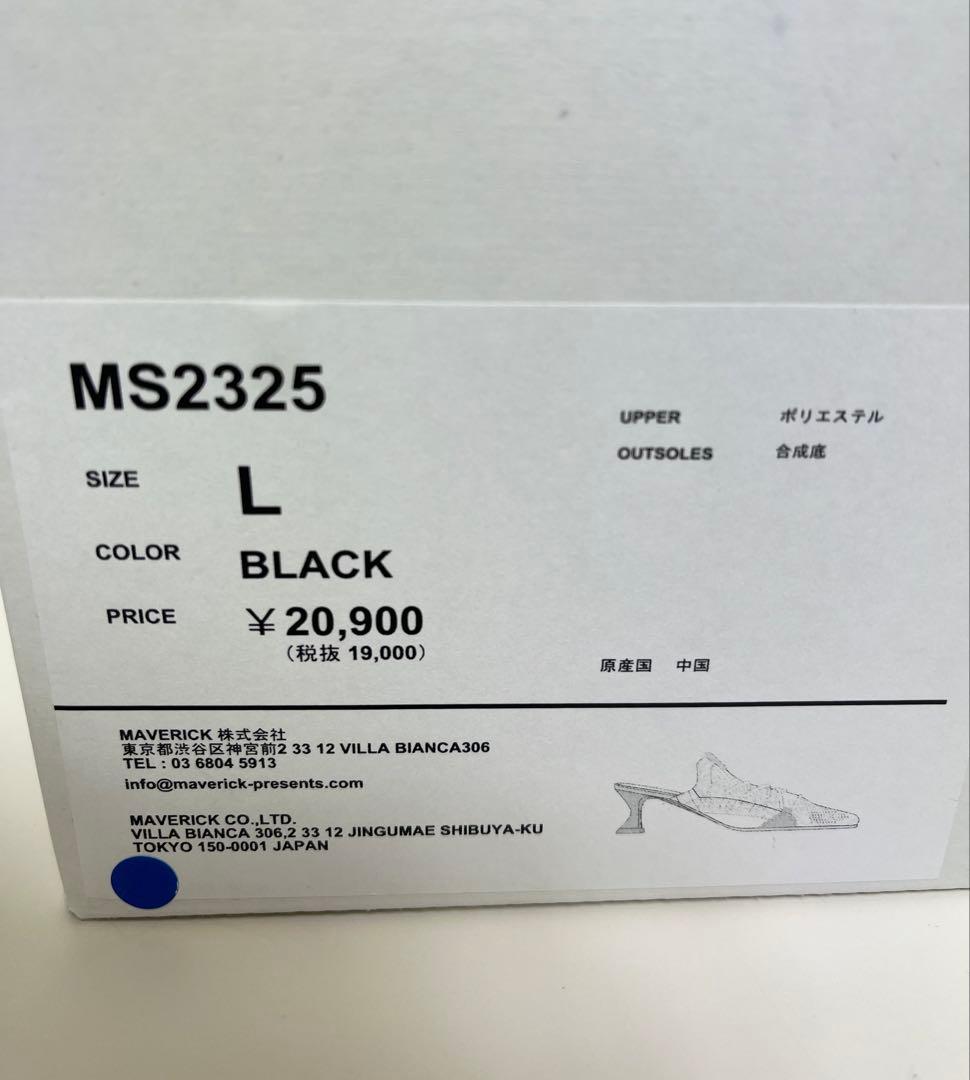 MS2325
SIZE L
COLOR BLACK
PRICE ¥20,900
(税抜 19,000)
UPPER ポリエステル
OUTSOLES 合成底
原産国 中国
MAVERICK 株式会社
東京都渋谷区神宮前2 33 12 VILLA BIANCA306
TEL : 03 6804 5913
info@maverick-presents.com
MAVERICK CO.,LTD.
VILLA BIANCA 306,2 33 12 JINGUMAE SHIBUYA-KU
TOKYO 150-0001 JAPAN